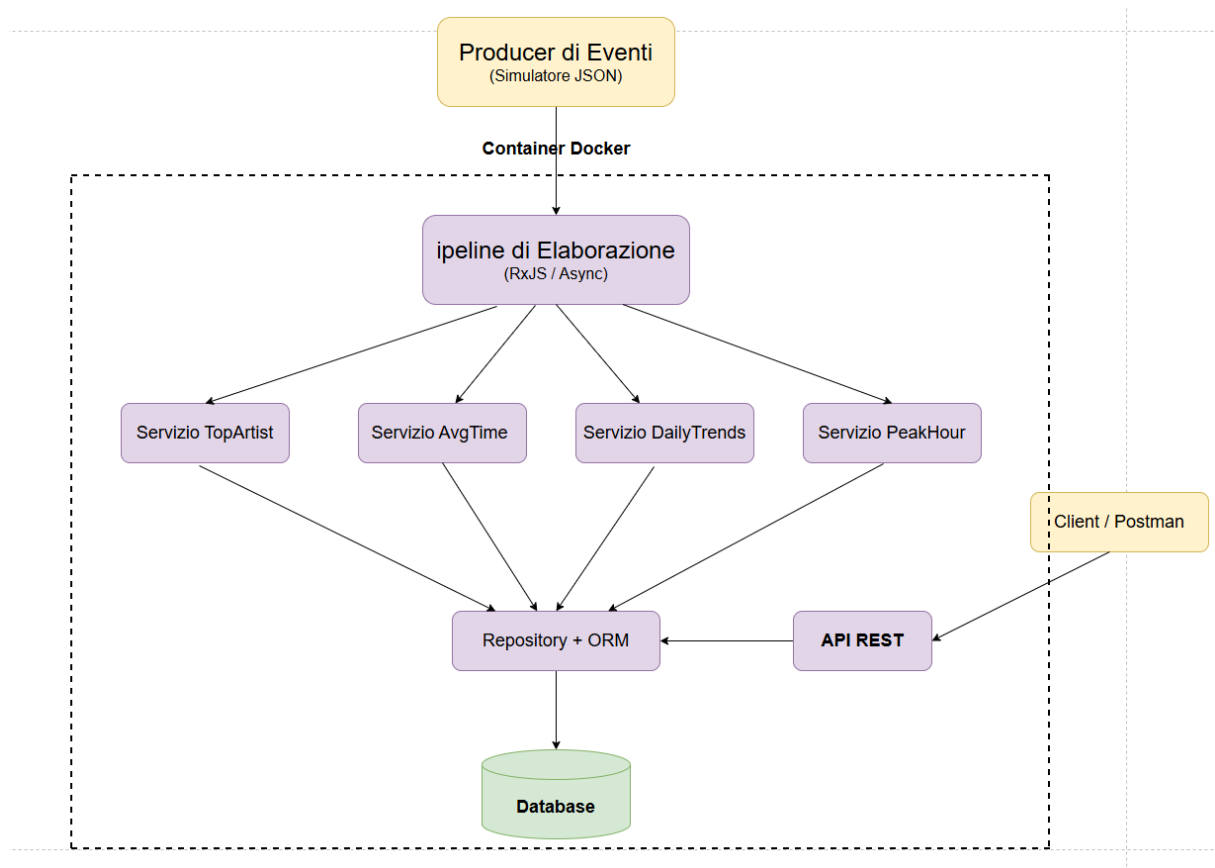 Producer di Eventi
(Simulatore JSON)
Container Docker
ipeline di Elaborazione
(RxJS / Async)
Servizio TopArtist
Servizio AvgTime
Servizio DailyTrends
Servizio PeakHour
Client / Postman
Repository + ORM
API REST
Database